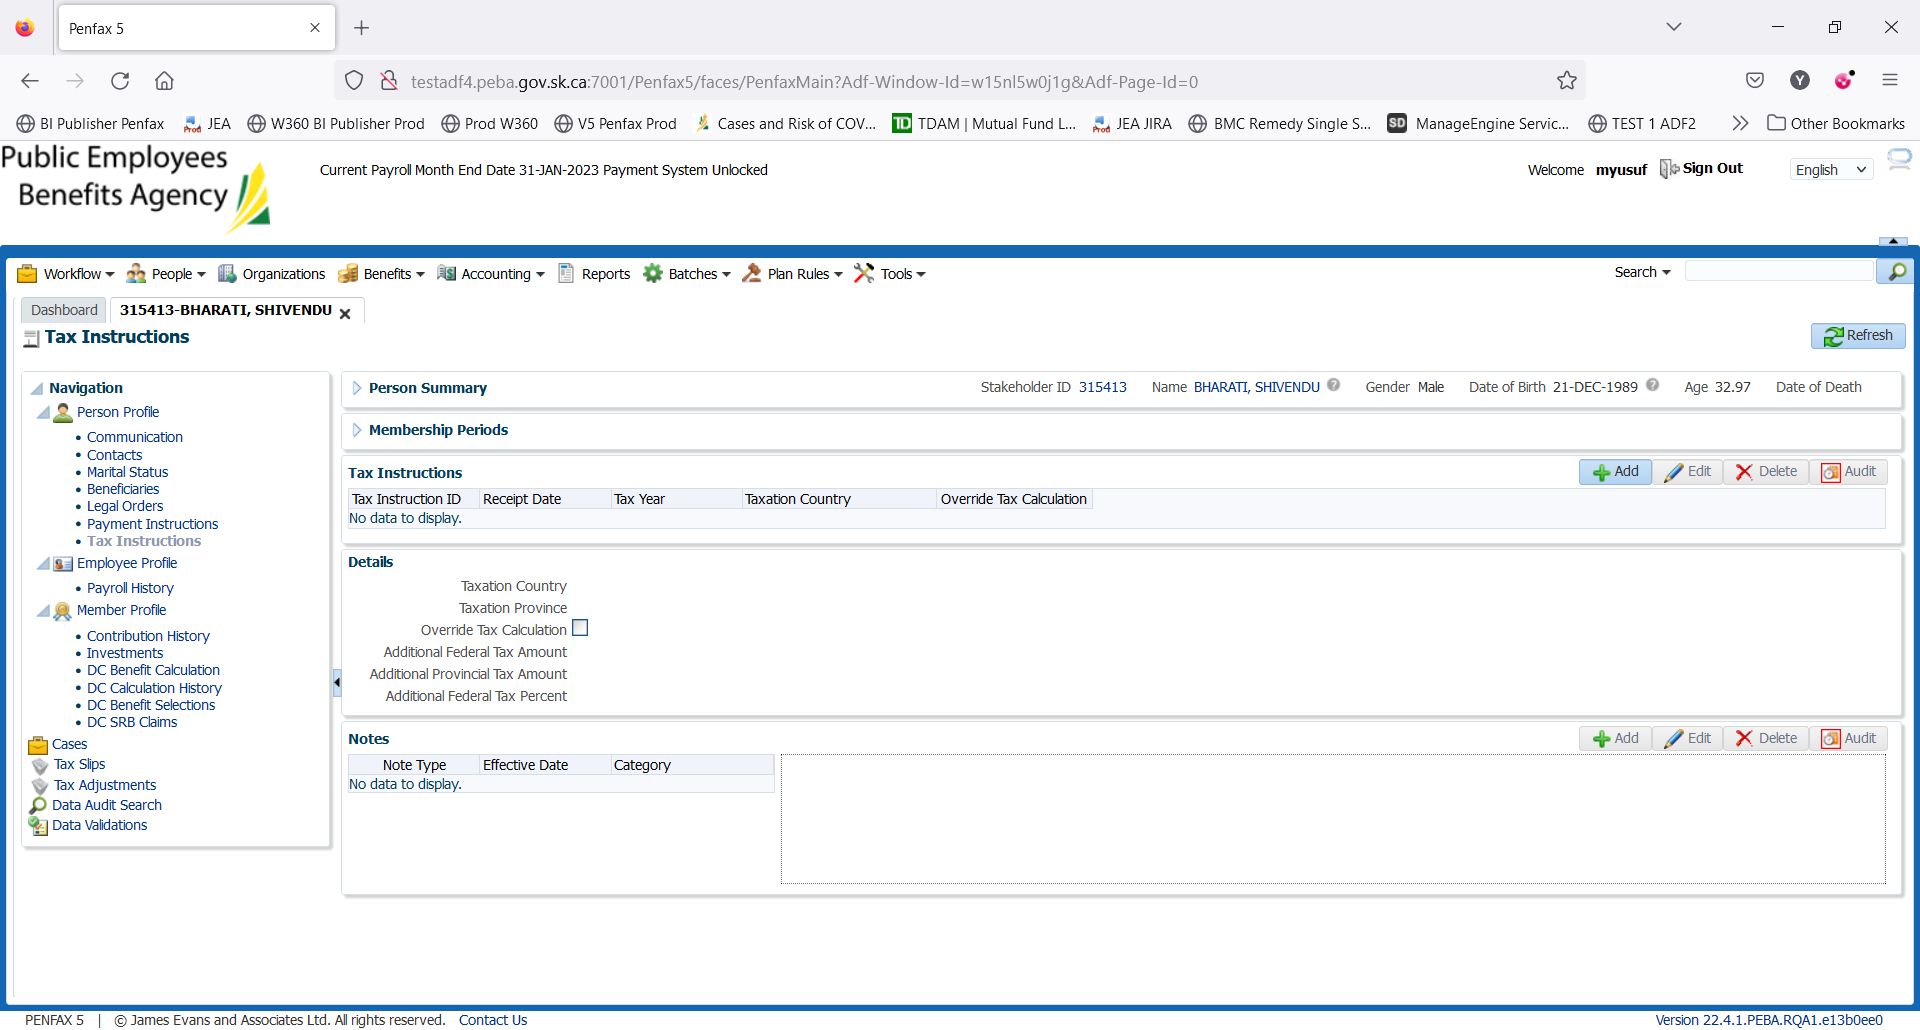 Penfax 5
testadf4.peba.gov.sk.ca:7001/Penfax5/faces/PenfaxMain?Adf-Window-Id=w15nl5w0j1g&Adf-Page-Id=0
Y
BI Publisher Penfax JEA W360 BI Publisher Prod Prod W360 V5 Penfax Prod Cases and Risk of COV... TDAM | Mutual Fund L... JEA JIRA BMC Remedy Single S... ManageEngine Servic... TEST 1 ADF2 Other Bookmarks
Public Employees
Benefits Agency
Current Payroll Month End Date 31-JAN-2023 Payment System Unlocked
Welcome myusuf Sign Out English
Workflow People Organizations Benefits Accounting Reports Batches Plan Rules Tools Search
Dashboard 315413-BHARATI, SHIVENDU
Tax Instructions
Refresh
Navigation
Person Profile
Communication
Contacts
Marital Status
Beneficiaries
Legal Orders
Payment Instructions
Tax Instructions
Employee Profile
Payroll History
Member Profile
Contribution History
Investments
DC Benefit Calculation
DC Calculation History
DC Benefit Selections
DC SRB Claims
Cases
Tax Slips
Tax Adjustments
Data Audit Search
Data Validations
Person Summary Stakeholder ID 315413 Name BHARATI, SHIVENDU Gender Male Date of Birth 21-DEC-1989 Age 32.97 Date of Death
Membership Periods
Tax Instructions Add Edit Delete Audit
Tax Instruction ID Receipt Date Tax Year Taxation Country Override Tax Calculation
No data to display.
Details
Taxation Country
Taxation Province
Override Tax Calculation
Additional Federal Tax Amount
Additional Provincial Tax Amount
Additional Federal Tax Percent
Notes Add Edit Delete Audit
Note Type Effective Date Category
No data to display.
PENFAX 5 | © James Evans and Associates Ltd. All rights reserved. Contact Us Version 22.4.1.PEBA.RQA1.e13b0ee0